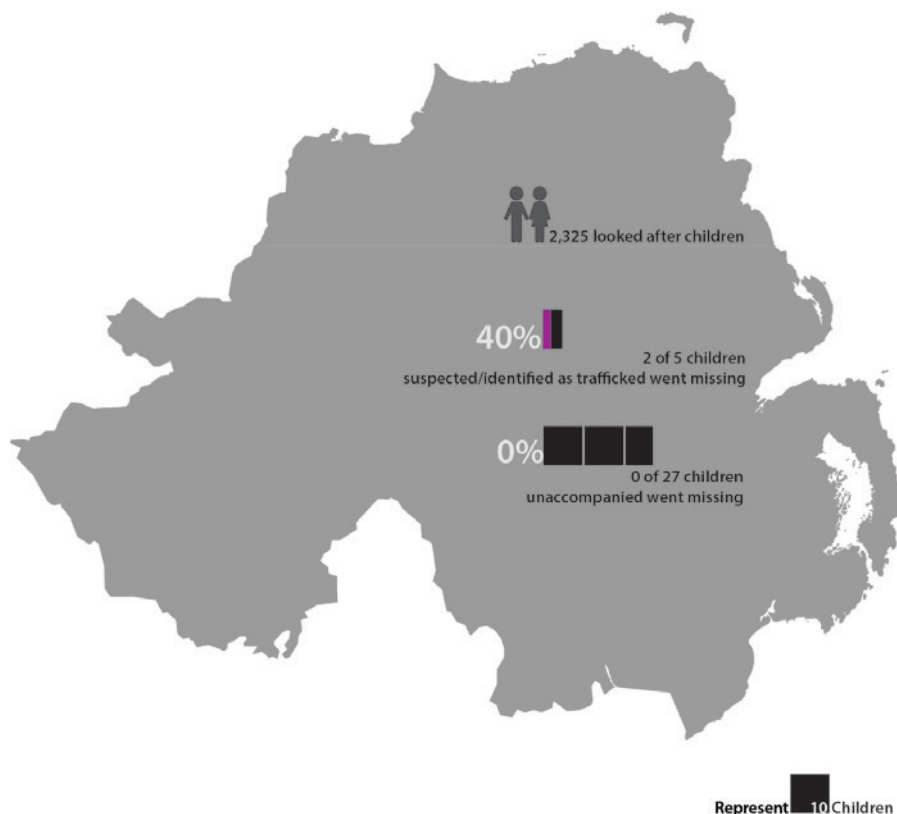 2,325 looked after children
40%
2 of 5 children
suspected/identified as trafficked went missing
0%
0 of 27 children
unaccompanied went missing
Represent 10 Children